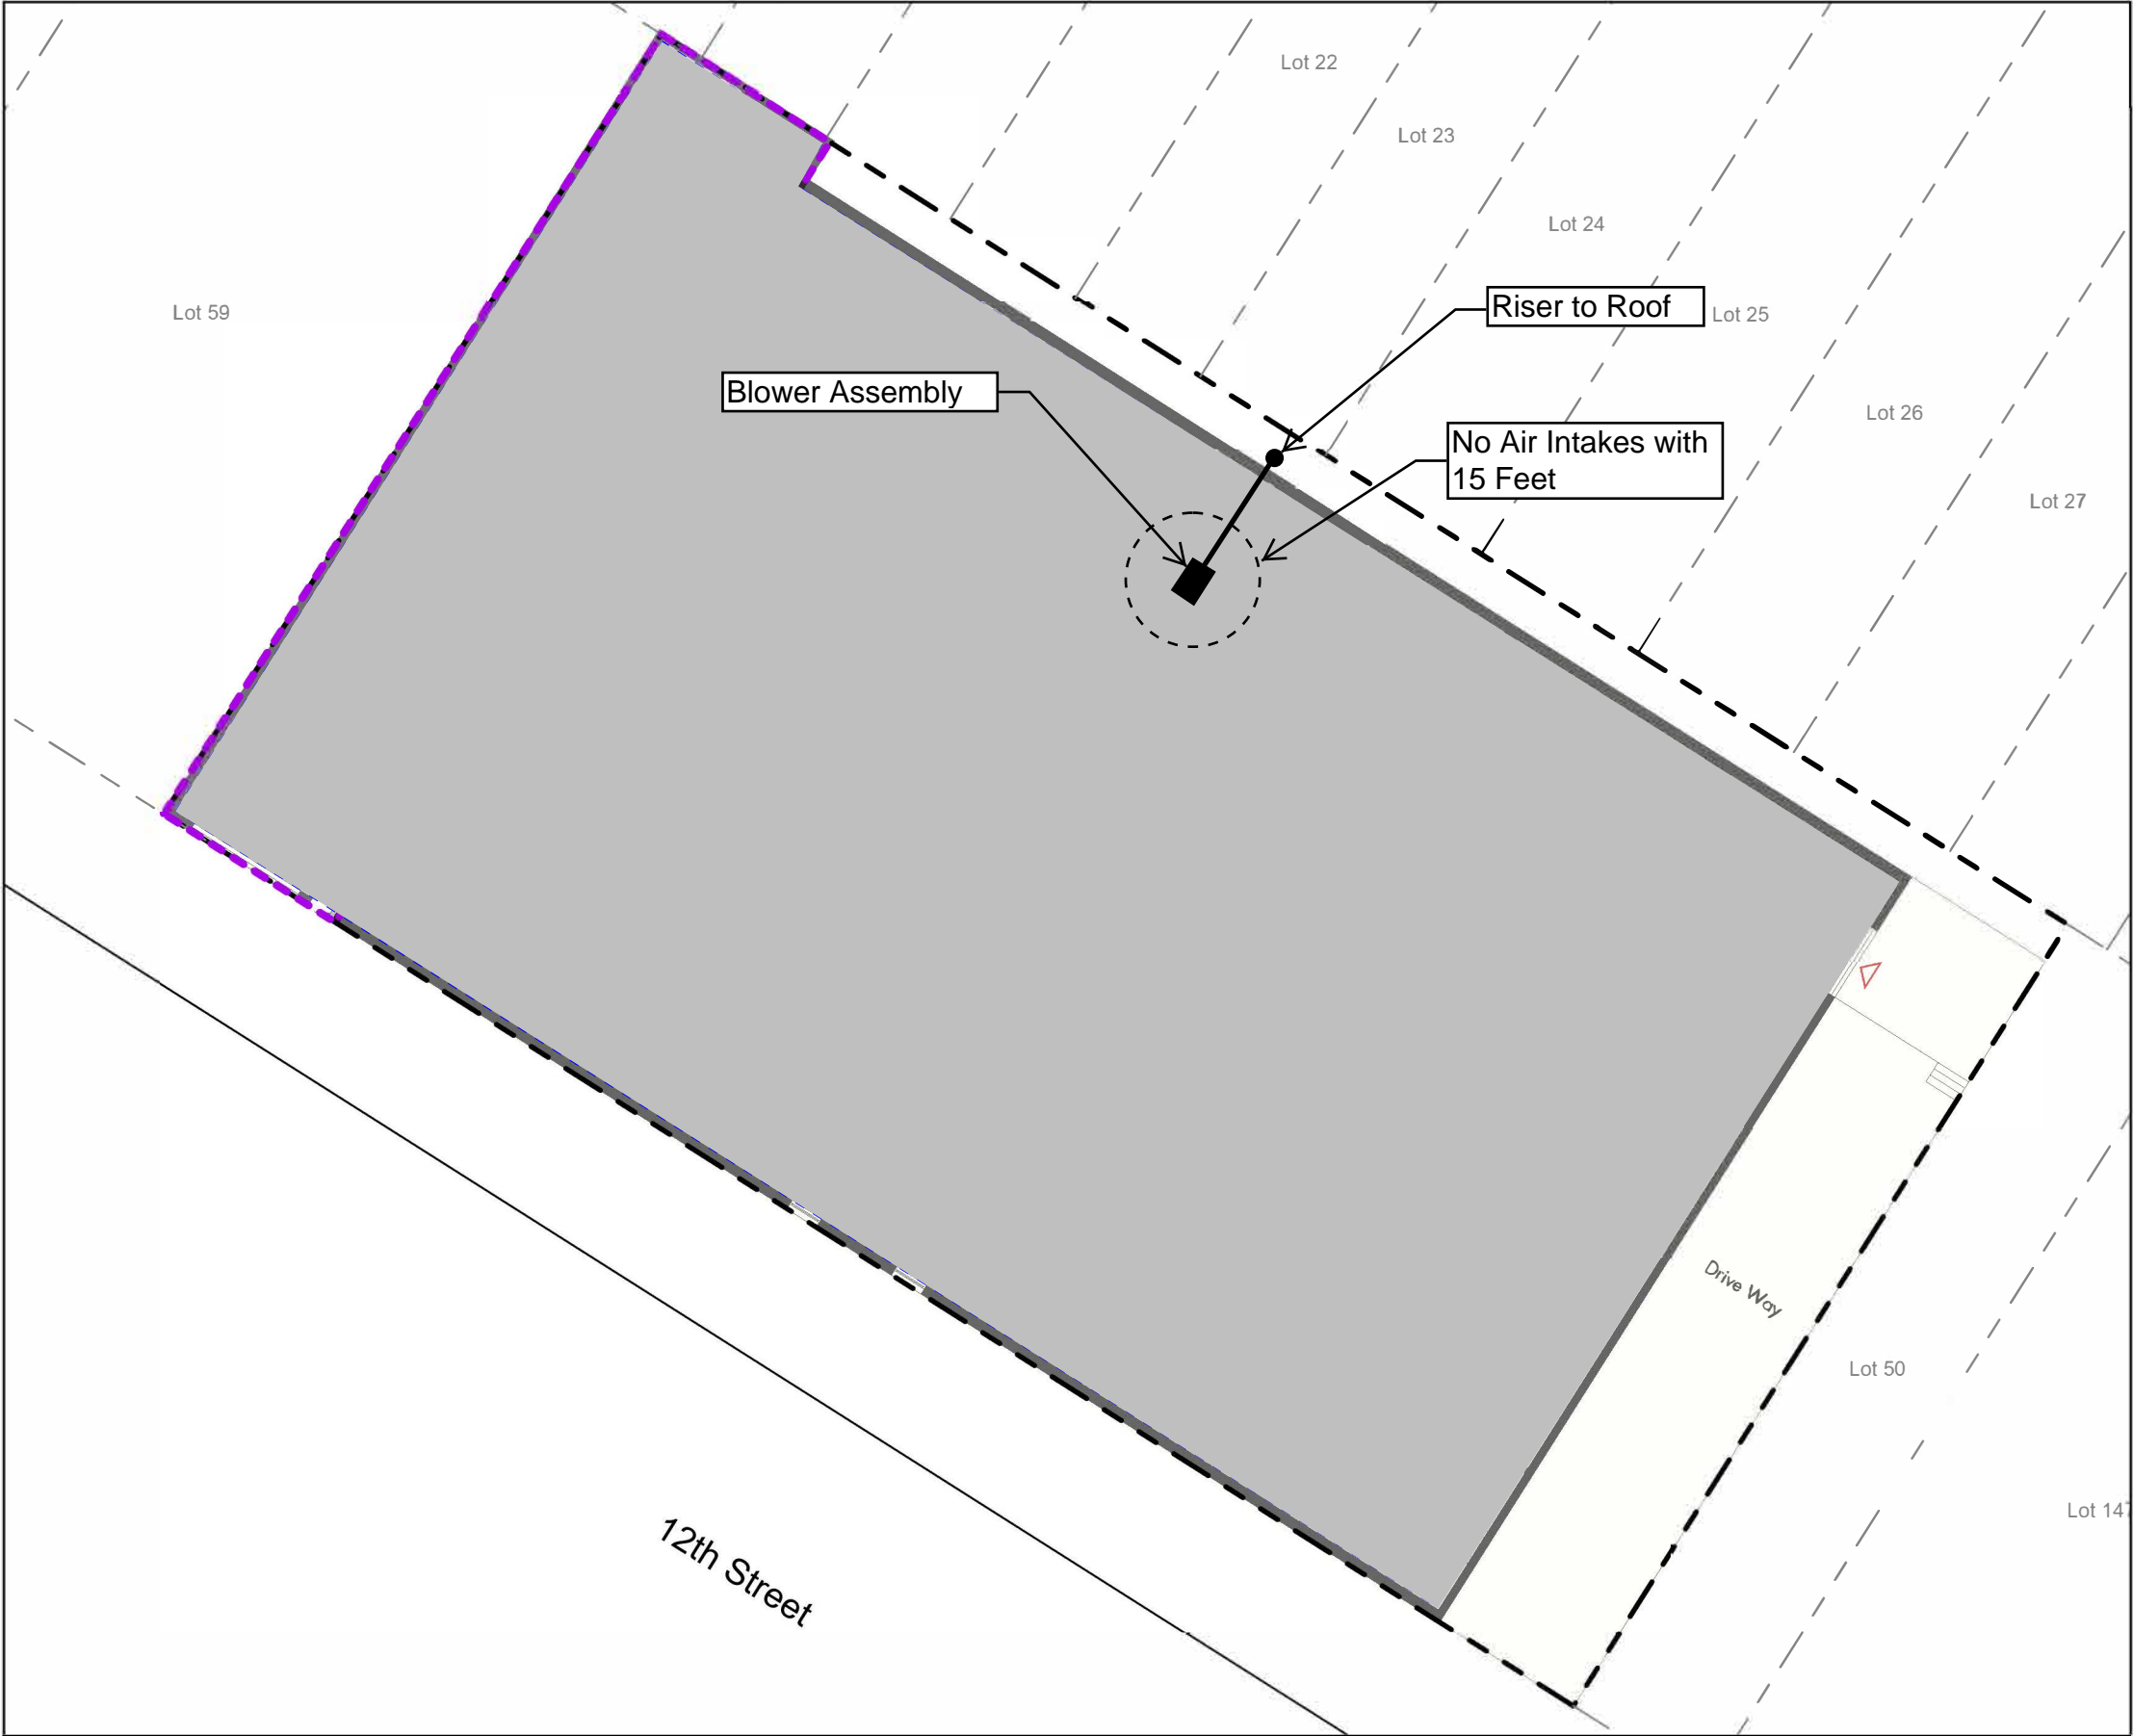 Lot 22
Lot 23
Lot 24
Riser to Roof
Lot 25
Lot 59
Blower Assembly
Lot 26
No Air Intakes with
15 Feet
Lot 27
Drive Way
Lot 50
Lot 147
12th Street